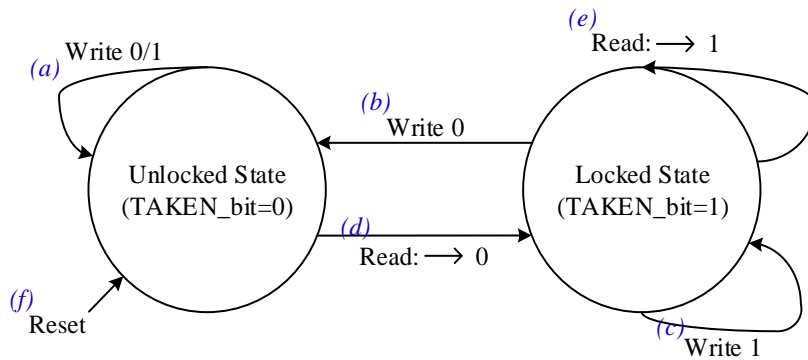 (e)
Read: → 1
(a)
Write 0/1
(b)
Write 0
Unlocked State
(TAKEN_bit=0)
Locked State
(TAKEN_bit=1)
(d)
Read: → 0
(f)
Reset
(c)
Write 1